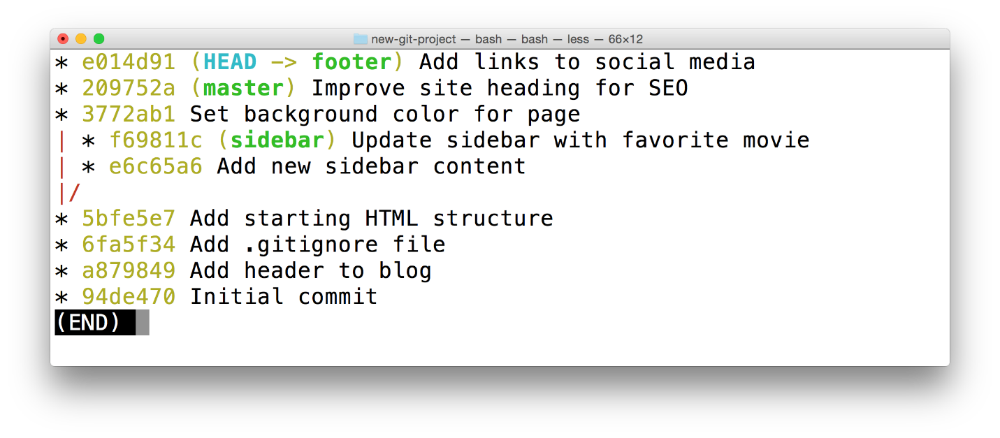 new-git-project — bash — bash — less — 66×12
* e014d91 (HEAD -> footer) Add links to social media
* 209752a (master) Improve site heading for SEO
* 3772ab1 Set background color for page
| * f69811c (sidebar) Update sidebar with favorite movie
| * e6c65a6 Add new sidebar content
|/
* 5bfe5e7 Add starting HTML structure
* 6fa5f34 Add .gitignore file
* a879849 Add header to blog
* 94de470 Initial commit
(END)